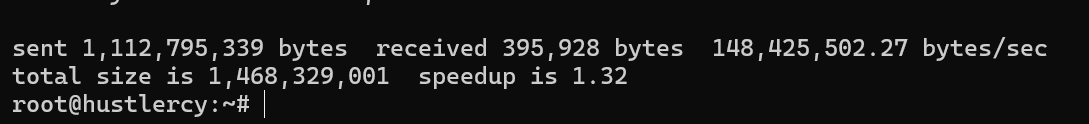 sent 1,112,795,339 bytes  received 395,928 bytes  148,425,502.27 bytes/sec
total size is 1,468,329,001  speedup is 1.32
root@hustlercy:~#